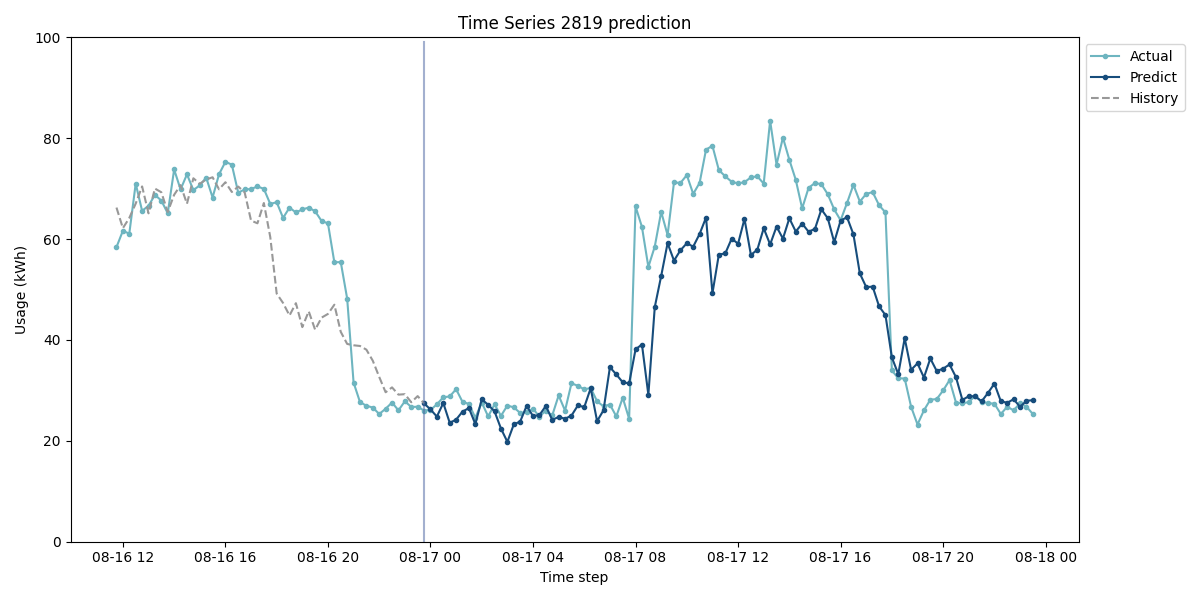 Time Series 2819 prediction
100
80
60
40
20
0
Usage (kWh)
08-16 12
08-16 16
08-16 20
08-17 00
08-17 04
08-17 08
08-17 12
08-17 16
08-17 20
08-18 00
Time step
Actual
Predict
History